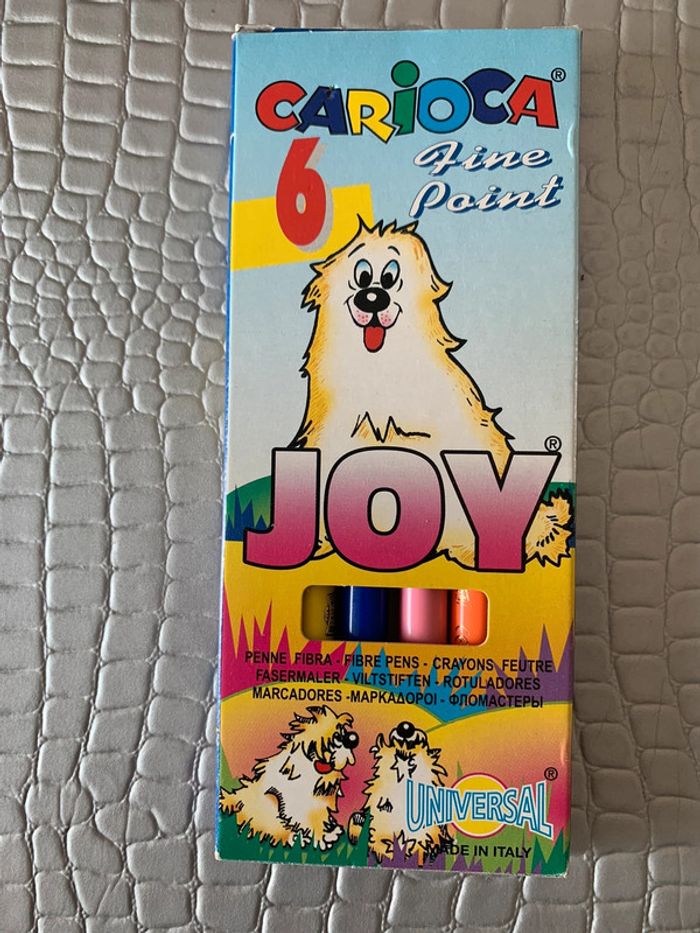 CARiOCA®
6 Fine
Point
JOY®
PENNE FIBRA - FIBRE PENS - CRAYONS FEUTRE
FASERMALER - VILTSTIFTEN - ROTULADORES
MARCADORES -ΜΑΡΚΑΔΟΡΟΙ - ФЛОМАСТЕРЫ
UNIVERSAL®
MADE IN ITALY